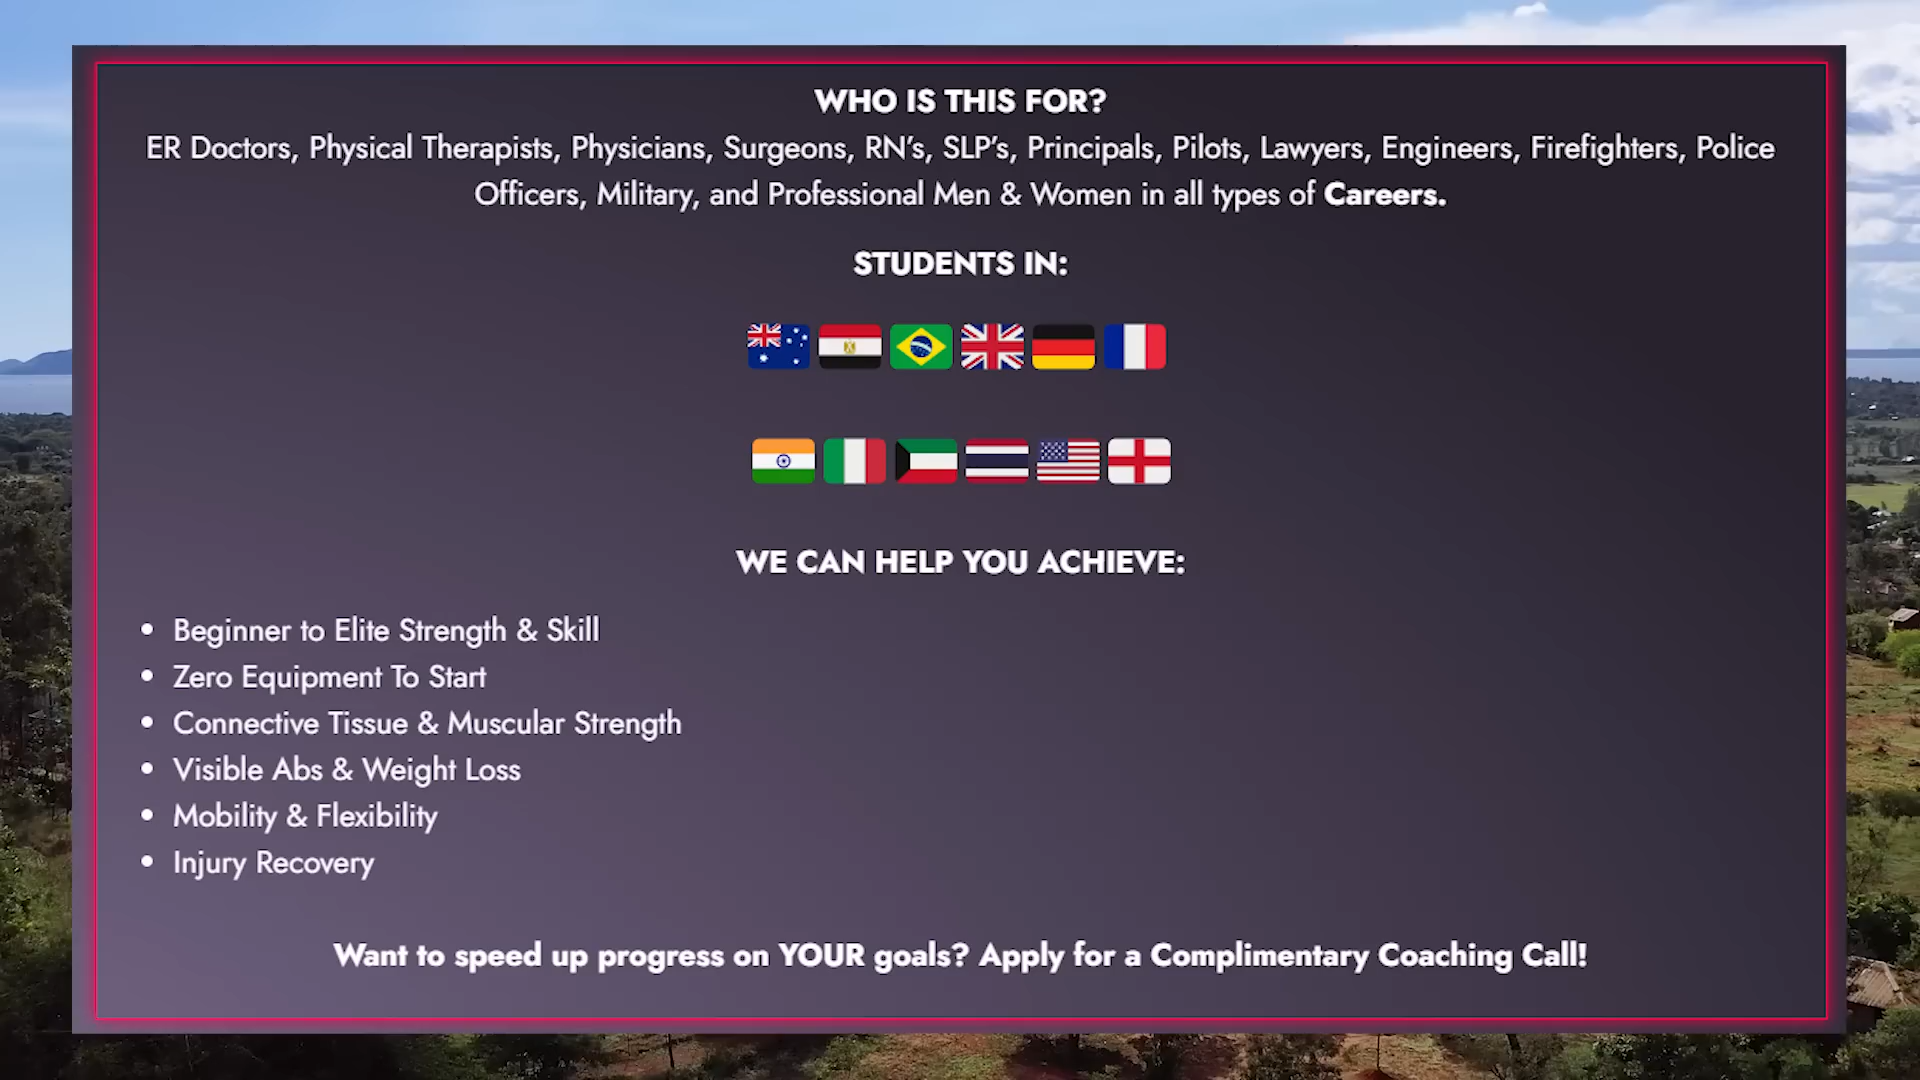 WHO IS THIS FOR?
ER Doctors, Physical Therapists, Physicians, Surgeons, RN’s, SLP’s, Principals, Pilots, Lawyers, Engineers, Firefighters, Police
Officers, Military, and Professional Men & Women in all types of Careers.
STUDENTS IN:
WE CAN HELP YOU ACHIEVE:
• Beginner to Elite Strength & Skill
• Zero Equipment To Start
• Connective Tissue & Muscular Strength
• Visible Abs & Weight Loss
• Mobility & Flexibility
• Injury Recovery
Want to speed up progress on YOUR goals? Apply for a Complimentary Coaching Call!